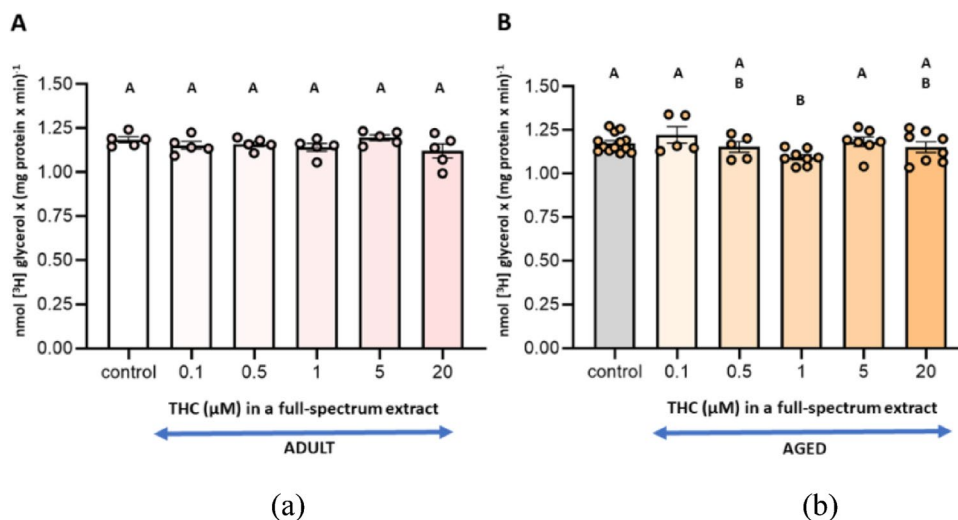 A
nmol [³H] glycerol x (mg protein x min)⁻¹
1.50
1.25
1.00
0.75
0.50
0.25
0.00
A A A A A A
control 0.1 0.5 1 5 20
THC (μM) in a full-spectrum extract
ADULT
(a)
B
nmol [³H] glycerol x (mg protein x min)⁻¹
1.50
1.25
1.00
0.75
0.50
0.25
0.00
A A A A A
B B B
control 0.1 0.5 1 5 20
THC (μM) in a full-spectrum extract
AGED
(b)